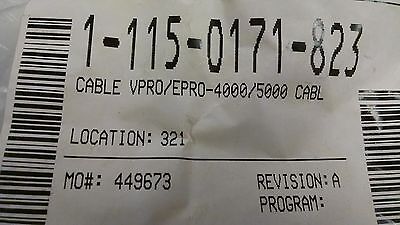 1-115-0171-823
CABLE VPRO/EPRO-4000/5000 CABL
LOCATION: 321
MO#: 449673
REVISION: A
PROGRAM: